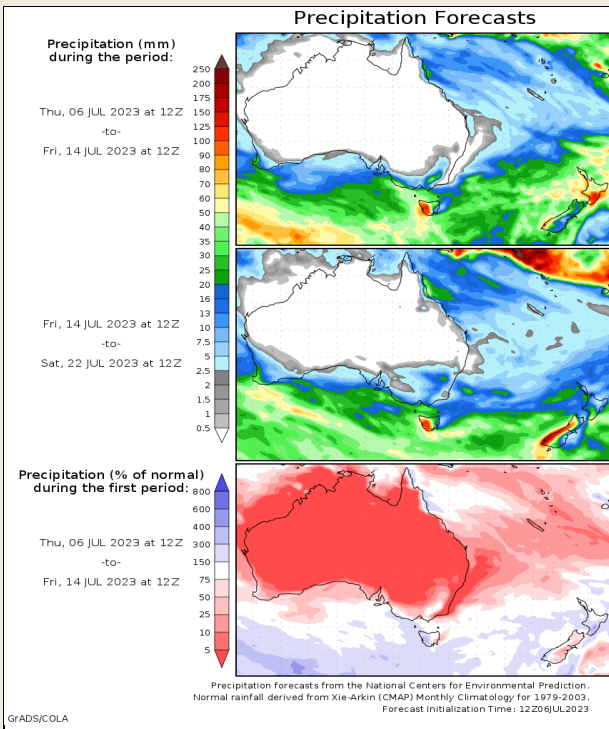 Precipitation Forecasts
Precipitation (mm)
during the period:
Thu, 06 JUL 2023 at 12Z
-to-
Fri, 14 JUL 2023 at 12Z
250
200
175
150
125
100
90
80
70
60
50
40
35
30
25
20
16
13
10
7.5
5
2.5
2
1.5
1
0.5
Fri, 14 JUL 2023 at 12Z
-to-
Sat, 22 JUL 2023 at 12Z
Precipitation (% of normal)
during the first period:
Thu, 06 JUL 2023 at 12Z
-to-
Fri, 14 JUL 2023 at 12Z
800
600
400
300
150
75
50
25
10
5
Precipitation forecasts from the National Centers for Environmental Prediction.
Normal rainfall derived from Xie-Arkin (CMAP) Monthly Climatology for 1979-2003.
Forecast Initialization Time: 12Z06JUL2023
GrADS/COLA